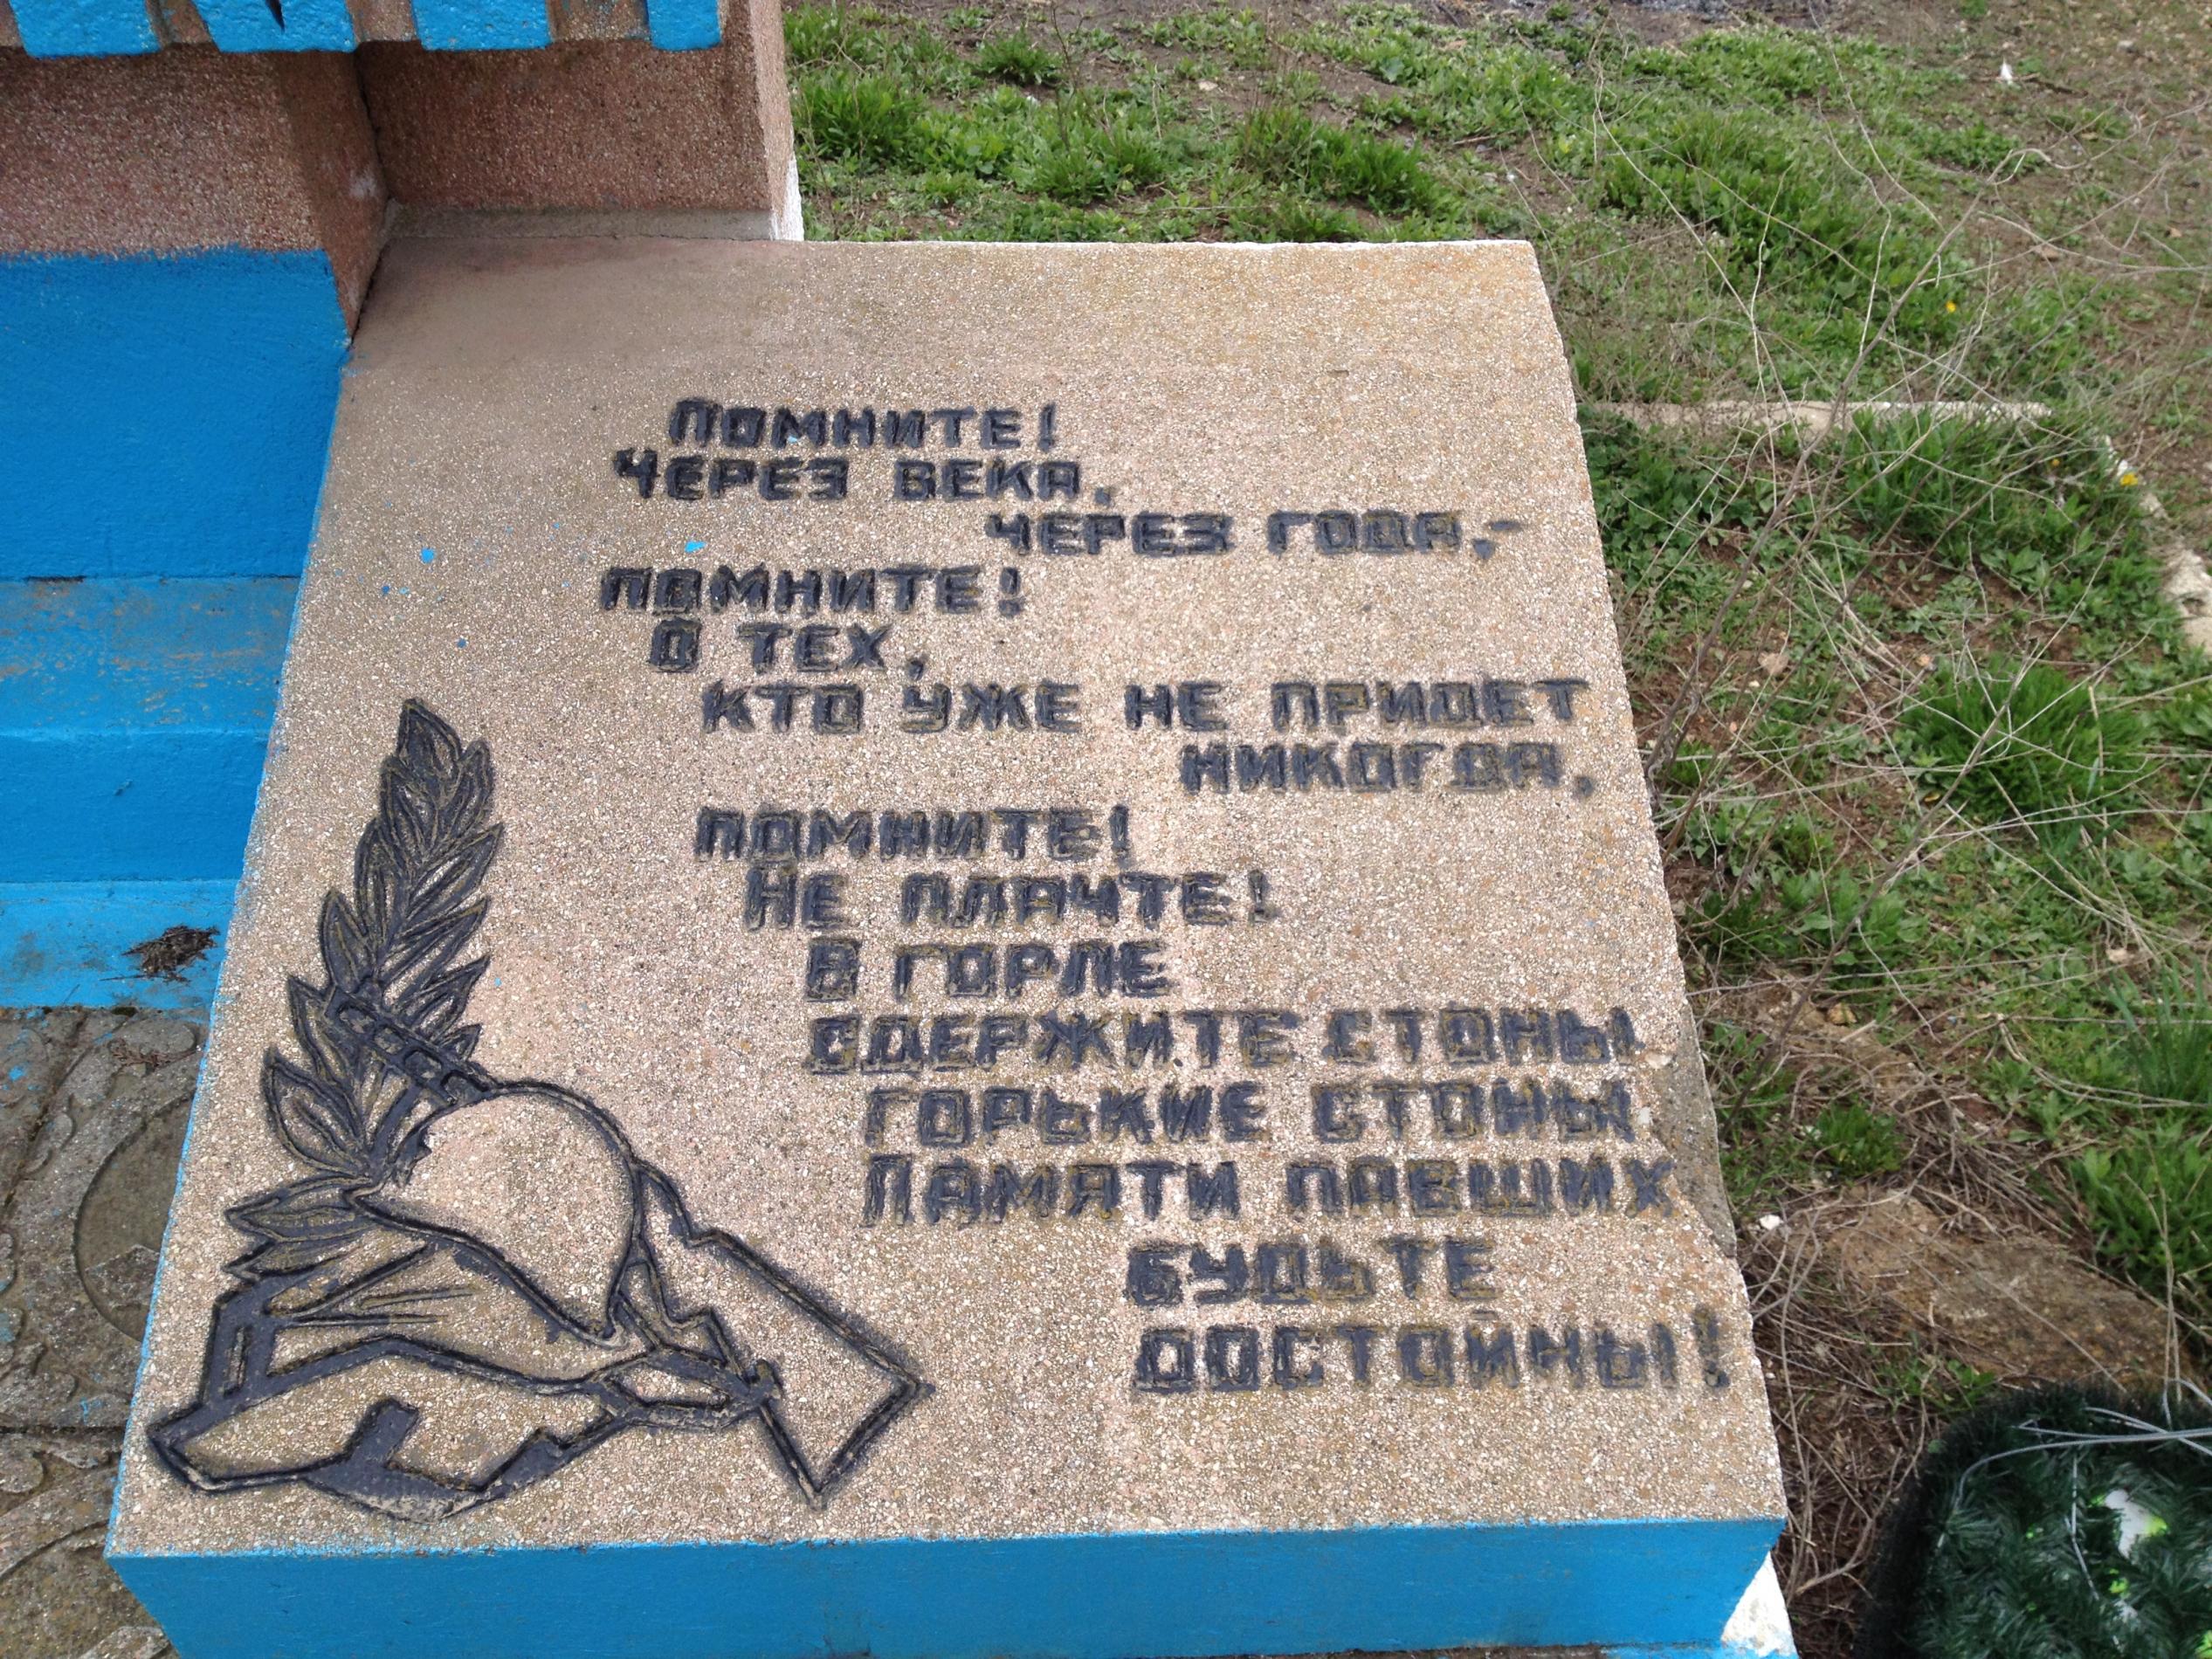 Помните!
Через века,
через года,-
помните!
О тех,
кто уже не придет
никогда,
помните!
Не плачте!
В горле
сдержите стоны
горькие стоны
Памяти павших
будьте
достойны!